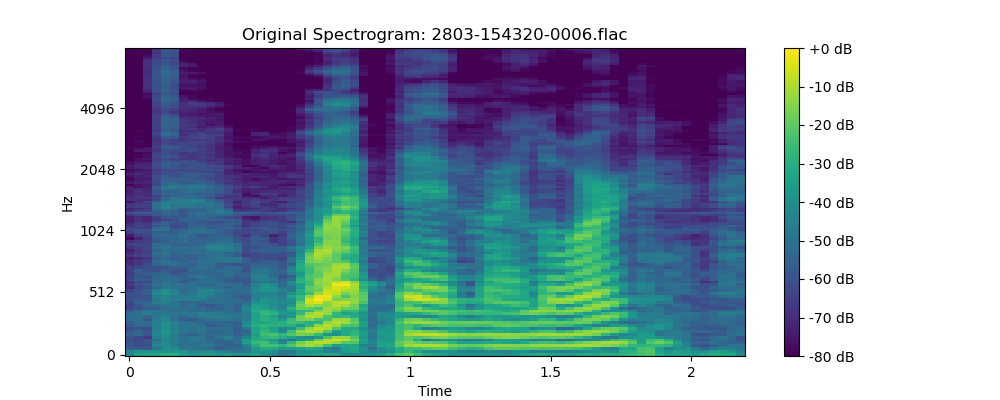 Original Spectrogram: 2803-154320-0006.flac
+0 dB
-10 dB
-20 dB
-30 dB
-40 dB
-50 dB
-60 dB
-70 dB
-80 dB
Hz
4096
2048
1024
512
0
0
0.5
1
1.5
2
Time